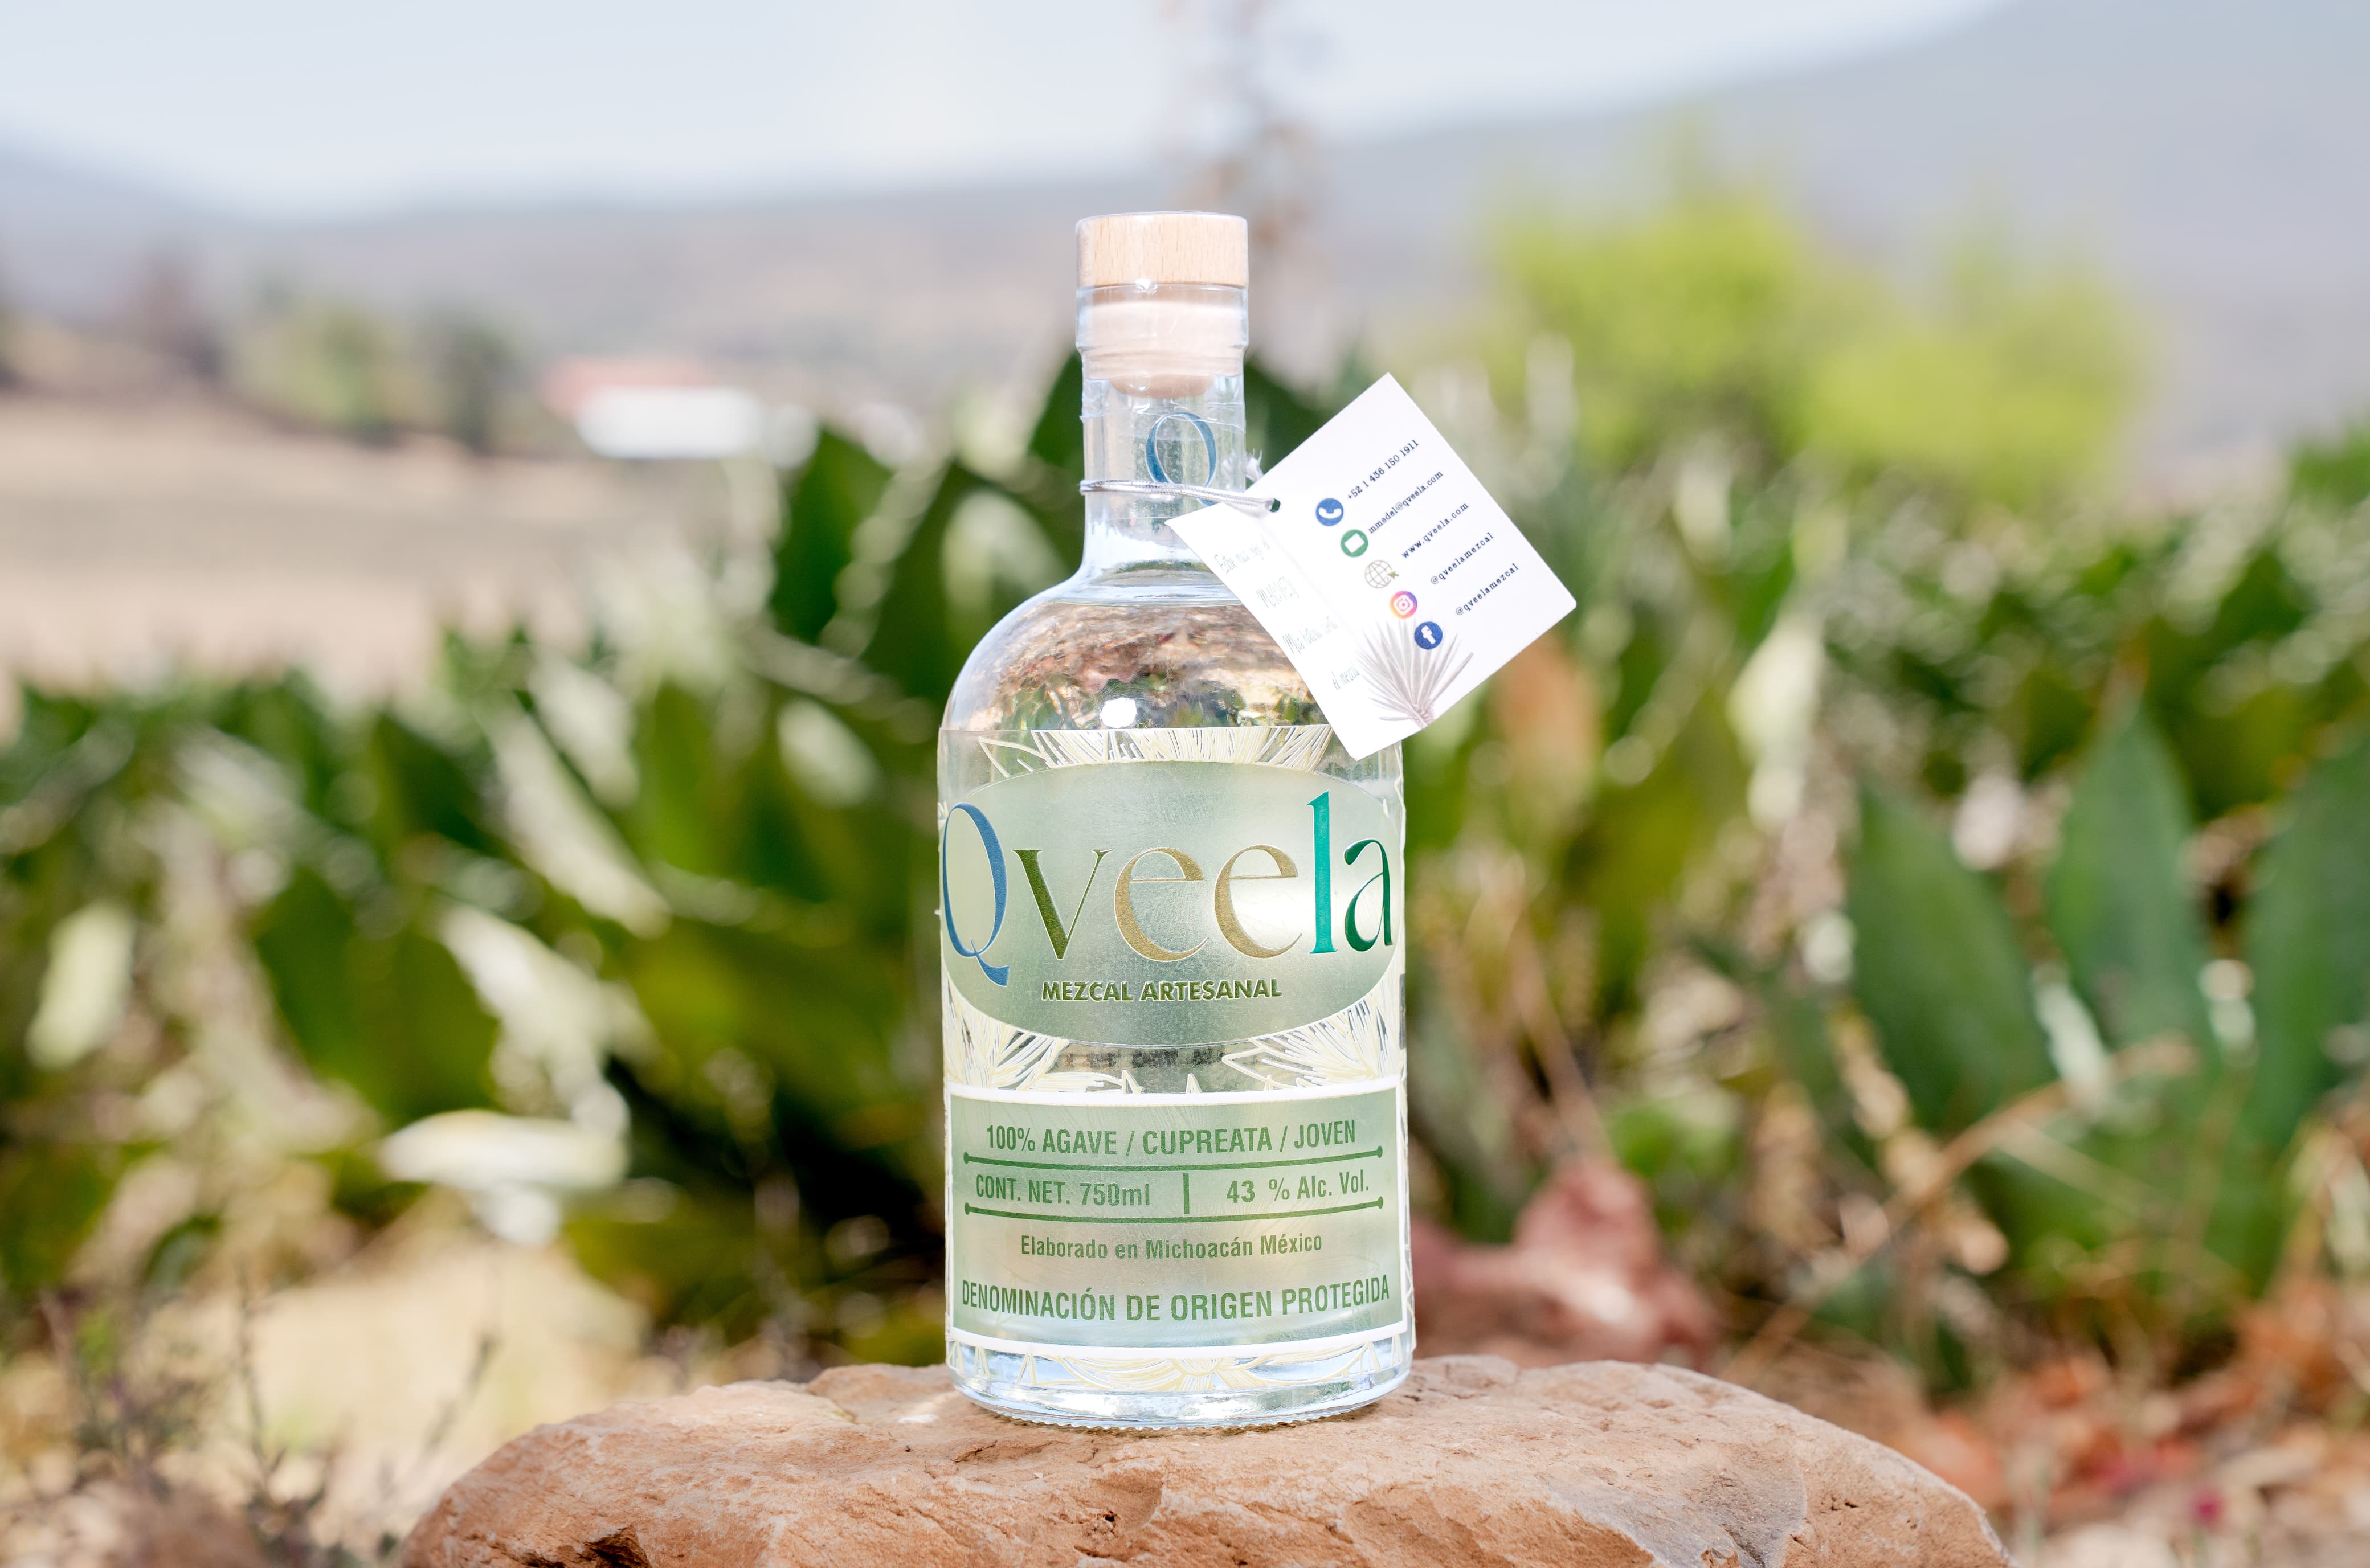 Q
+52 1 436 150 1911
mmedel@qveela.com
www.qveela.com
@qveelamezcal
@qveelamezcal
Qveela
MEZCAL ARTESANAL
100% AGAVE / CUPREATA / JOVEN
CONT. NET. 750ml | 43 % Alc. Vol.
Elaborado en Michoacán México
DENOMINACIÓN DE ORIGEN PROTEGIDA